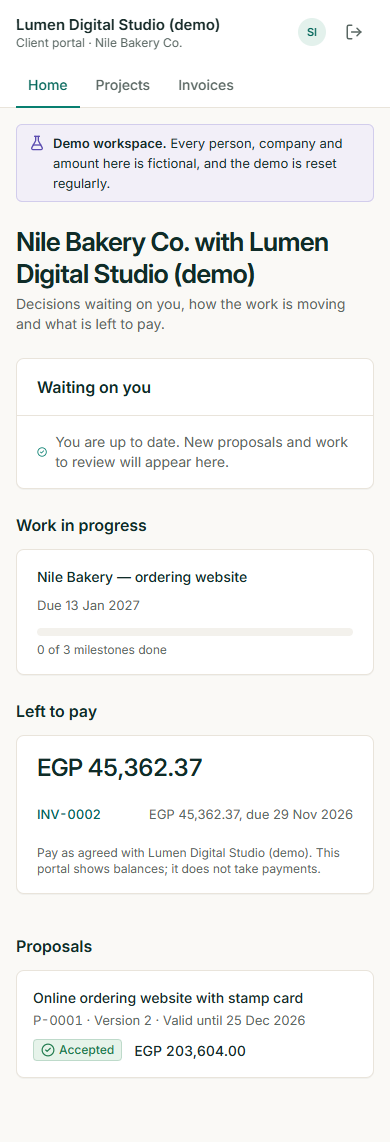 Lumen Digital Studio (demo)
Client portal · Nile Bakery Co.
SI
Home Projects Invoices
Demo workspace. Every person, company and
amount here is fictional, and the demo is reset
regularly.
Nile Bakery Co. with Lumen
Digital Studio (demo)
Decisions waiting on you, how the work is moving
and what is left to pay.
Waiting on you
You are up to date. New proposals and work
to review will appear here.
Work in progress
Nile Bakery — ordering website
Due 13 Jan 2027
0 of 3 milestones done
Left to pay
EGP 45,362.37
INV-0002 EGP 45,362.37, due 29 Nov 2026
Pay as agreed with Lumen Digital Studio (demo). This
portal shows balances; it does not take payments.
Proposals
Online ordering website with stamp card
P-0001 · Version 2 · Valid until 25 Dec 2026
Accepted EGP 203,604.00